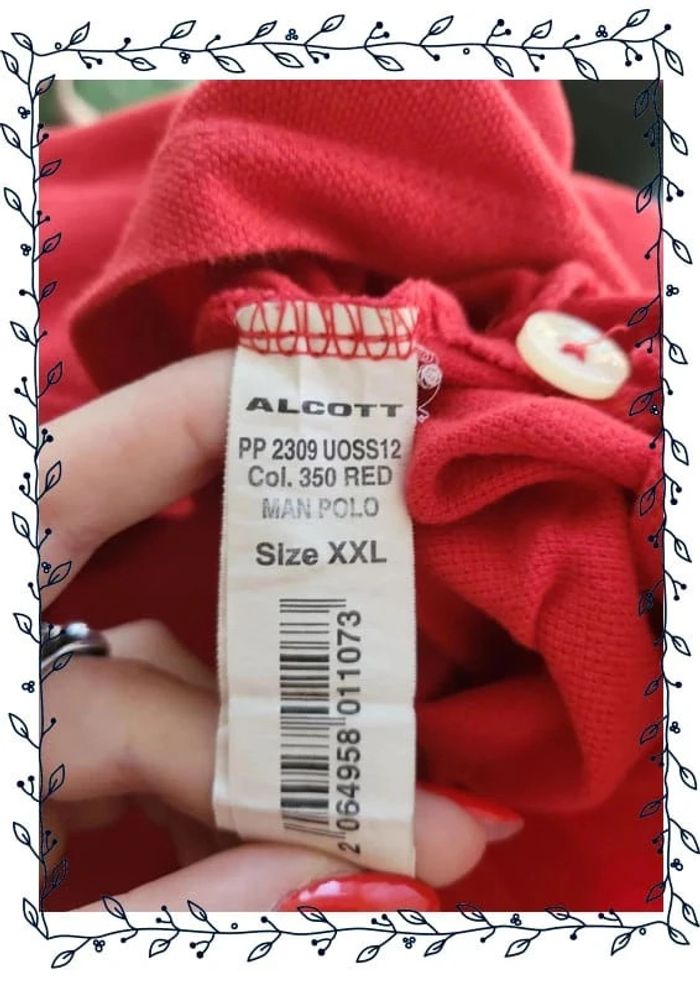 ALCOTT
PP 2309 UOSS12
Col. 350 RED
MAN POLO
Size XXL
2 064958 011073